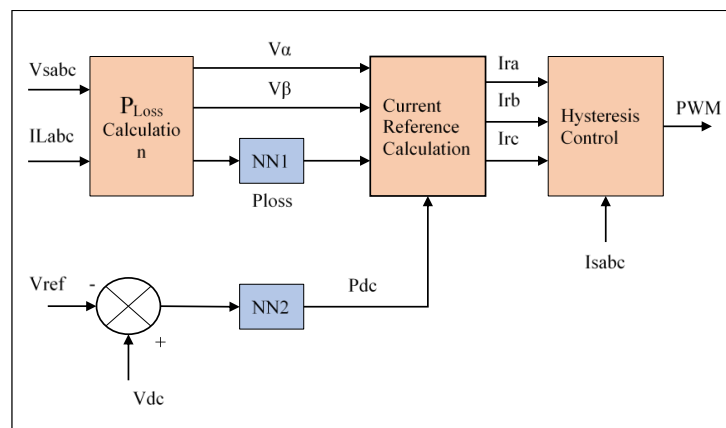 Vα
Vsabc
Vβ
ILabc
PLoss
Calculatio
n
NN1
Ploss
Current
Reference
Calculation
Ira
Irb
Irc
Hysteresis
Control
PWM
Isabc
Vref
-
+
NN2
Pdc
Vdc